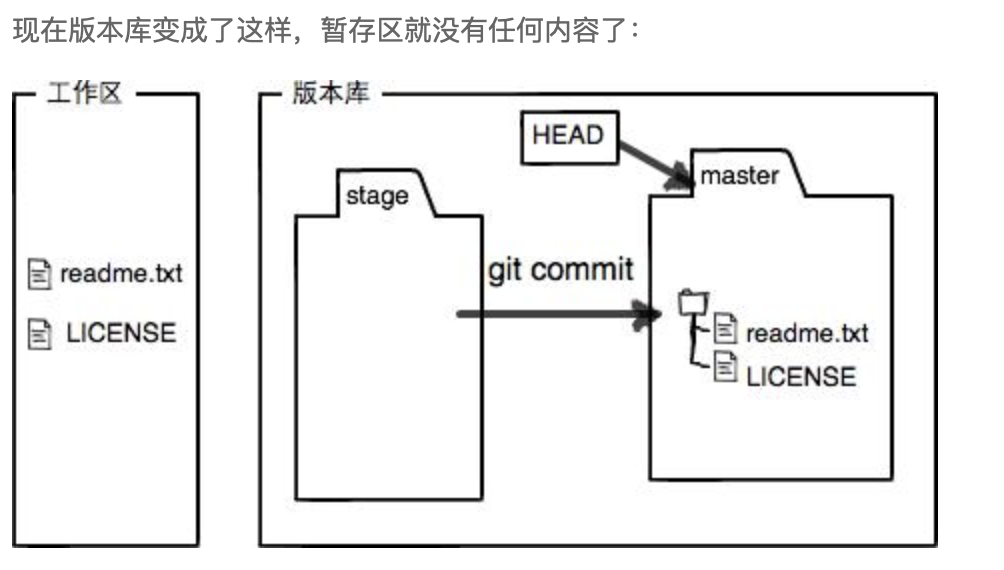 现在版本库变成了这样，暂存区就没有任何内容了：
工作区
版本库
HEAD
master
stage
git commit
readme.txt
LICENSE
readme.txt
LICENSE